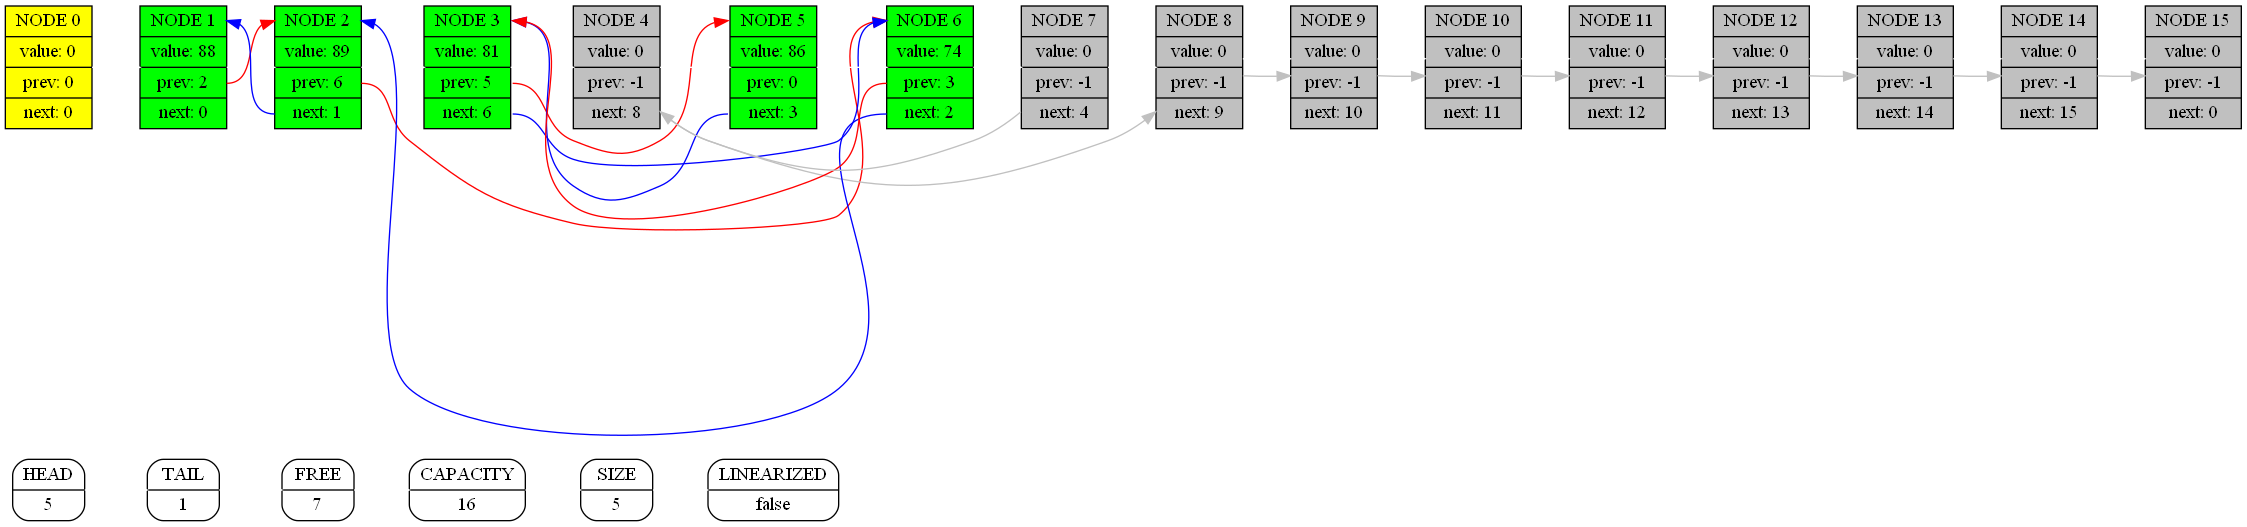 NODE 0
value: 0
prev: 0
next: 0
NODE 1
value: 88
prev: 2
next: 0
NODE 2
value: 89
prev: 6
next: 1
NODE 3
value: 81
prev: 5
next: 6
NODE 4
value: 0
prev: -1
next: 8
NODE 5
value: 86
prev: 0
next: 3
NODE 6
value: 74
prev: 3
next: 2
NODE 7
value: 0
prev: -1
next: 4
NODE 8
value: 0
prev: -1
next: 9
NODE 9
value: 0
prev: -1
next: 10
NODE 10
value: 0
prev: -1
next: 11
NODE 11
value: 0
prev: -1
next: 12
NODE 12
value: 0
prev: -1
next: 13
NODE 13
value: 0
prev: -1
next: 14
NODE 14
value: 0
prev: -1
next: 15
NODE 15
value: 0
prev: -1
next: 0
HEAD
5
TAIL
1
FREE
7
CAPACITY
16
SIZE
5
LINEARIZED
false